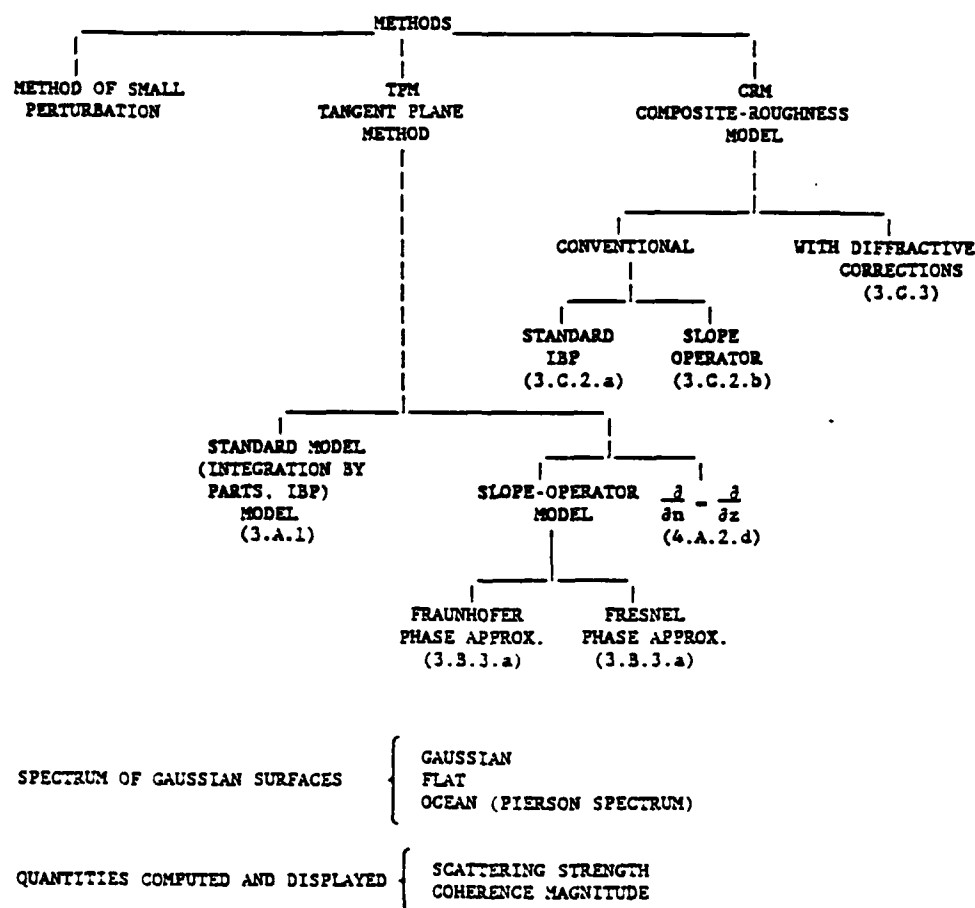 METHODS
METHOD OF SMALL
PERTURBATION
TPM
TANGENT PLANE
METHOD
CRM
COMPOSITE-ROUGHNESS
MODEL
CONVENTIONAL
WITH DIFFRACTIVE
CORRECTIONS
(3.C.3)
STANDARD
IBP
(3.C.2.a)
SLOPE
OPERATOR
(3.C.2.b)
STANDARD MODEL
(INTEGRATION BY
PARTS, IBP)
MODEL
(3.A.1)
SLOPE-OPERATOR
MODEL
∂/∂n - ∂/∂z
(4.A.2.d)
FRAUNHOFER
PHASE APPROX.
(3.B.3.a)
FRESNEL
PHASE APPROX.
(3.B.3.a)
SPECTRUM OF GAUSSIAN SURFACES
GAUSSIAN
FLAT
OCEAN (PIERSON SPECTRUM)
QUANTITIES COMPUTED AND DISPLAYED
SCATTERING STRENGTH
COHERENCE MAGNITUDE